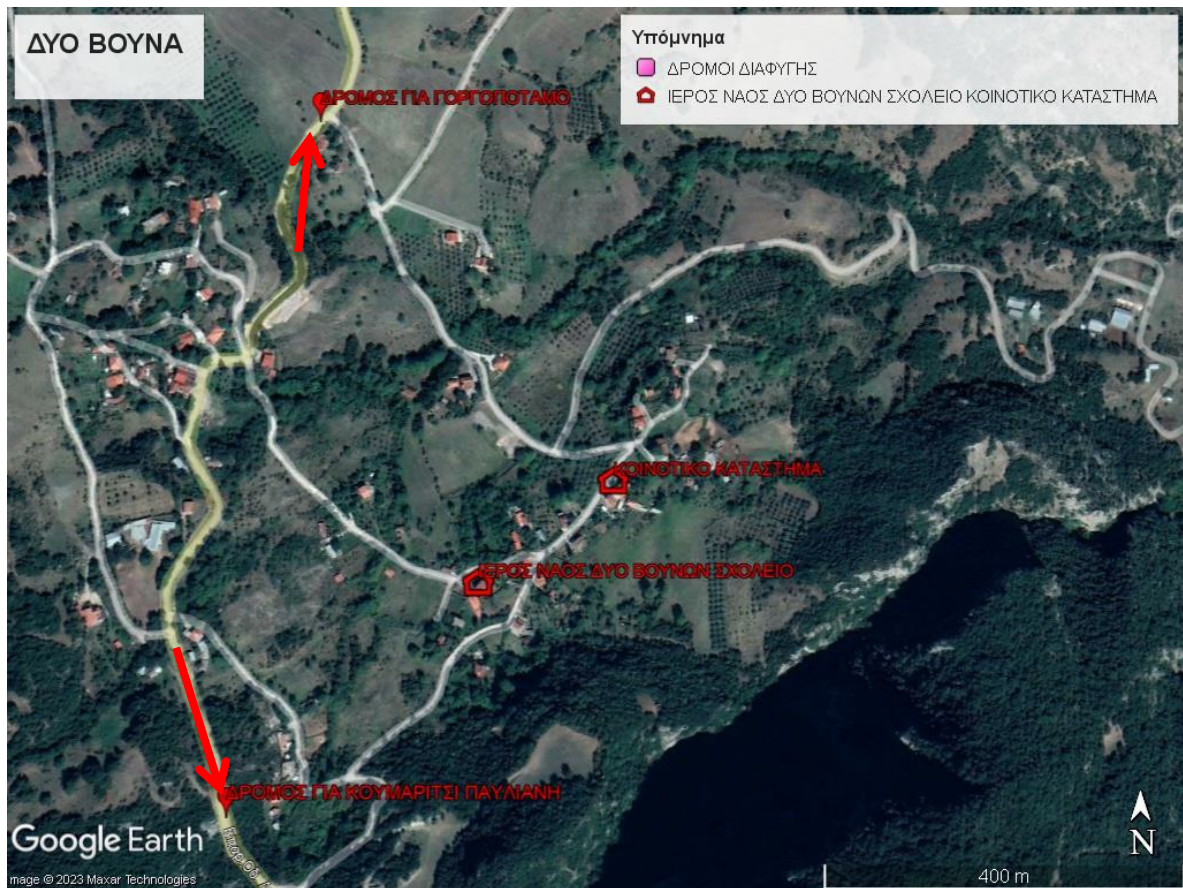 ΔΥΟ ΒΟΥΝΑ
Υπόμνημα
ΔΡΟΜΟΙ ΔΙΑΦΥΓΗΣ
ΙΕΡΟΣ ΝΑΟΣ ΔΥΟ ΒΟΥΝΩΝ ΣΧΟΛΕΙΟ ΚΟΙΝΟΤΙΚΟ ΚΑΤΑΣΤΗΜΑ
ΔΡΟΜΟΣ ΓΙΑ ΓΟΡΓΟΠΟΤΑΜΟ
ΚΟΙΝΟΤΙΚΟ ΚΑΤΑΣΤΗΜΑ
ΙΕΡΟΣ ΝΑΟΣ ΔΥΟ ΒΟΥΝΩΝ ΣΧΟΛΕΙΟ
ΔΡΟΜΟΣ ΓΙΑ ΚΟΥΜΑΡΙΤΣΙ ΠΑΥΛΙΑΝΗ
Google Earth
N
mage © 2023 Maxar Technologies
400 m